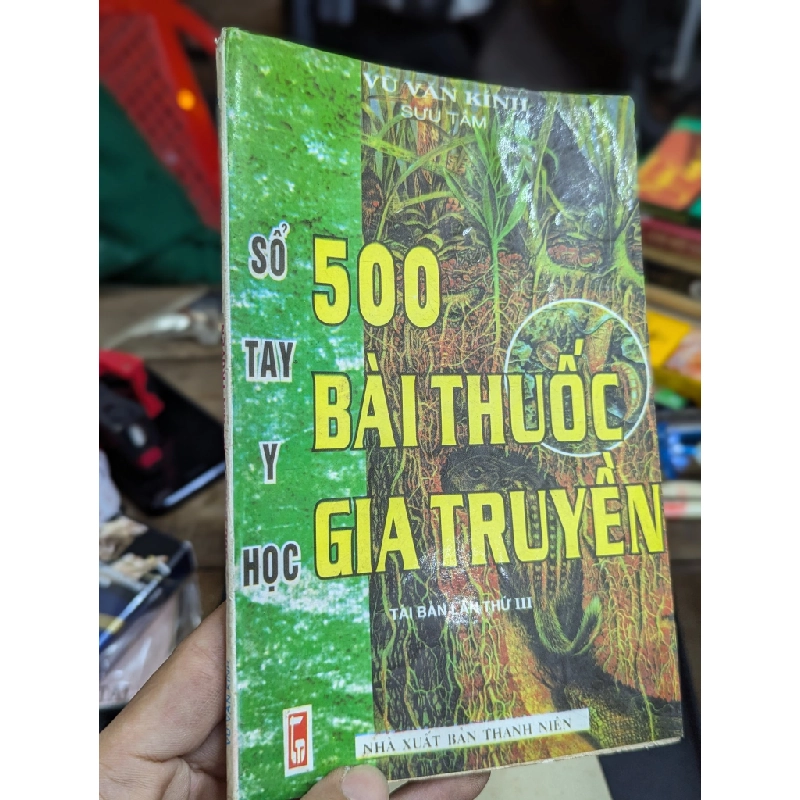 VŨ VĂN KÍNH
SƯU TẦM
SỔ
TAY
Y
HỌC
500
BÀI THUỐC
GIA TRUYỀN
TÁI BẢN LẦN THỨ III
NHÀ XUẤT BẢN THANH NIÊN